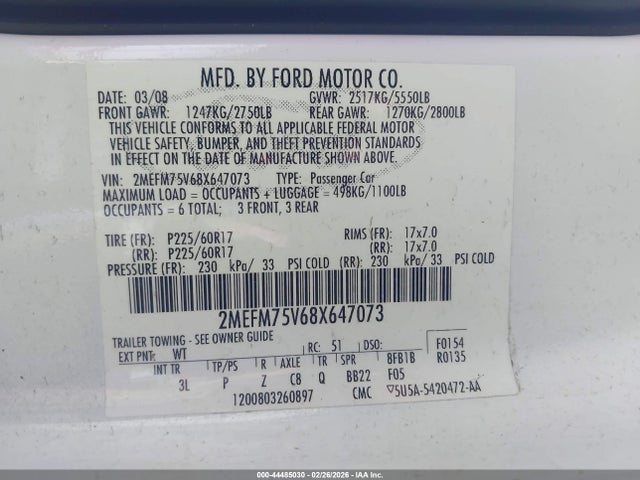 MFD. BY FORD MOTOR CO.
DATE: 03/08 GVWR: 2517KG/5550LB
FRONT GAWR: 1247KG/2750LB REAR GAWR: 1270KG/2800LB
THIS VEHICLE CONFORMS TO ALL APPLICABLE FEDERAL MOTOR
VEHICLE SAFETY, BUMPER, AND THEFT PREVENTION STANDARDS
IN EFFECT ON THE DATE OF MANUFACTURE SHOWN ABOVE.
VIN: 2MEFM75V68X647073 TYPE: Passenger Car
MAXIMUM LOAD = OCCUPANTS + LUGGAGE = 498KG/1100LB
OCCUPANTS = 6 TOTAL; 3 FRONT, 3 REAR
TIRE (FR): P225/60R17 RIMS (FR): 17x7.0
(RR): P225/60R17 (RR): 17x7.0
PRESSURE (FR): 230 kPa/ 33 PSI COLD (RR): 230 kPa/ 33 PSI COLD
2MEFM75V68X647073
TRAILER TOWING - SEE OWNER GUIDE
EXT PNT: WT RC: 51 DSO: F0154
INT TR TP/PS R AXLE TR SPR 8FB1B R0135
3L P Z C8 Q BB22 F05
1200803260897 CMC ▽5U5A-5420472-AA
000-44485030 - 02/26/2026 - IAA Inc.